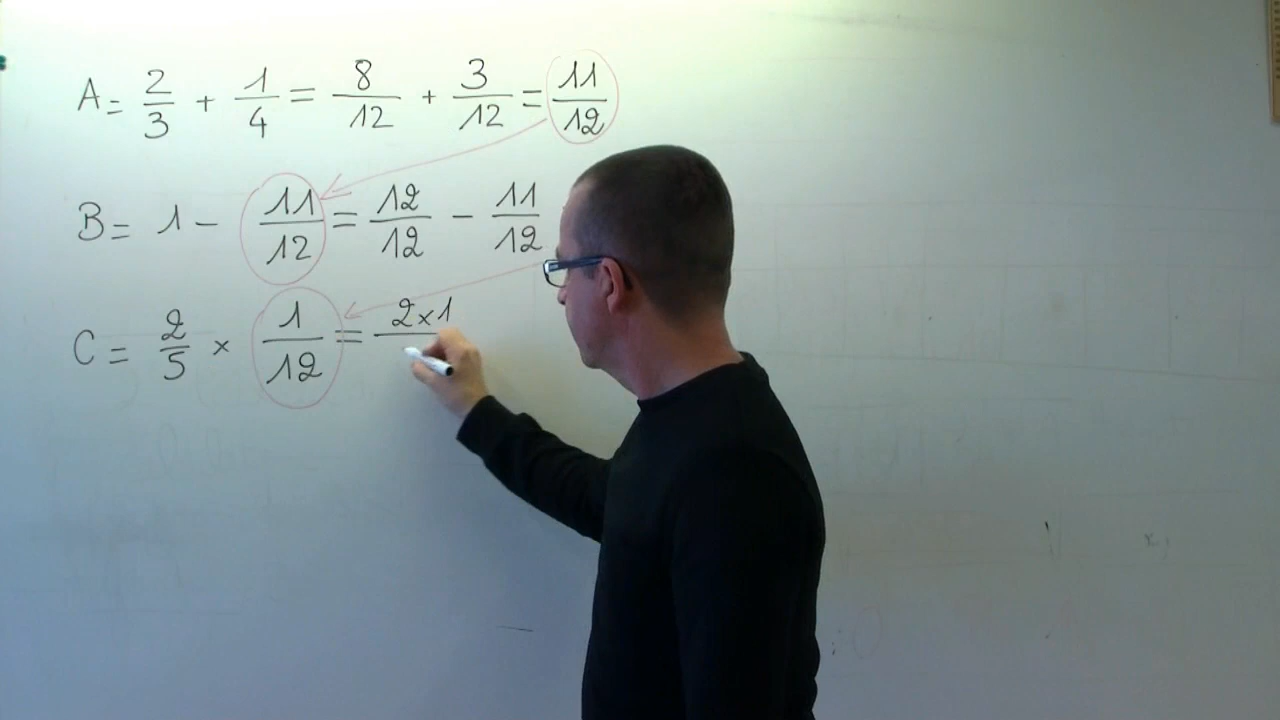 A = 2/3 + 1/4 = 8/12 + 3/12 = 11/12
B = 1 - 11/12 = 12/12 - 11/12
C = 2/5 × 1/12 = 2×1